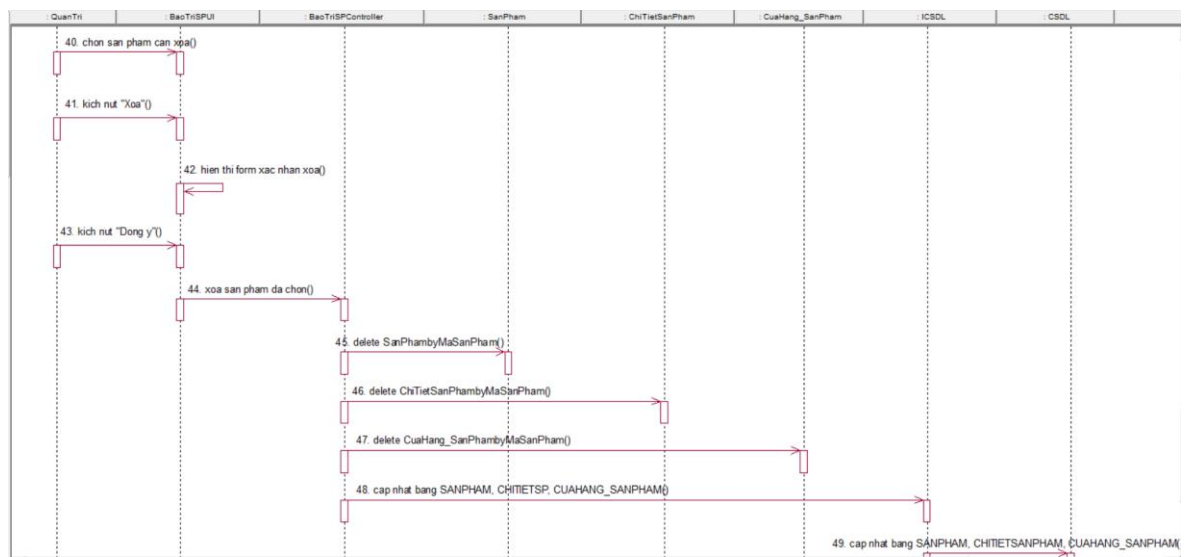 : QuanTri
: BaoTriSPUI
: BaoTriSPController
: SanPham
: ChiTietSanPham
: CuaHang_SanPham
: ICSDL
: CSDL
40. chon san pham can xoa()
41. kich nut "Xoa"()
42. hien thi form xac nhan xoa()
43. kich nut "Dong y"()
44. xoa san pham da chon()
45. delete SanPhambyMaSanPham()
46. delete ChiTietSanPhambyMaSanPham()
47. delete CuaHang_SanPhambyMaSanPham()
48. cap nhat bang SANPHAM, CHITIETSP, CUAHANG_SANPHAM()
49. cap nhat bang SANPHAM, CHITIETSANPHAM, CUAHANG_SANPHAM(